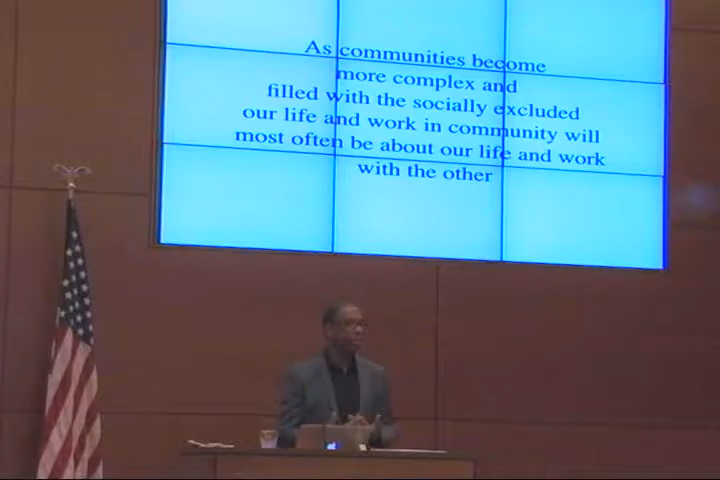 As communities become
more complex and
filled with the socially excluded
our life and work in community will
most often be about our life and work
with the other